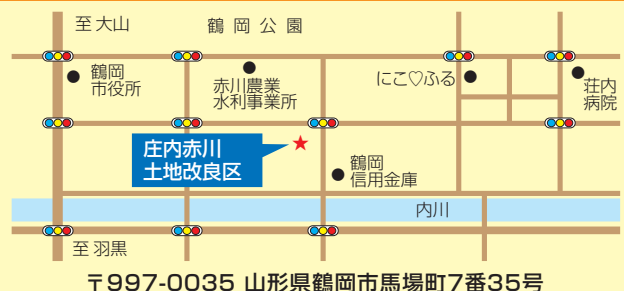 至大山
鶴岡公園
鶴岡
市役所
赤川農業
水利事業所
にこ♡ふる
荘内
病院
庄内赤川
土地改良区
鶴岡
信用金庫
内川
至羽黒
〒997-0035 山形県鶴岡市馬場町7番35号